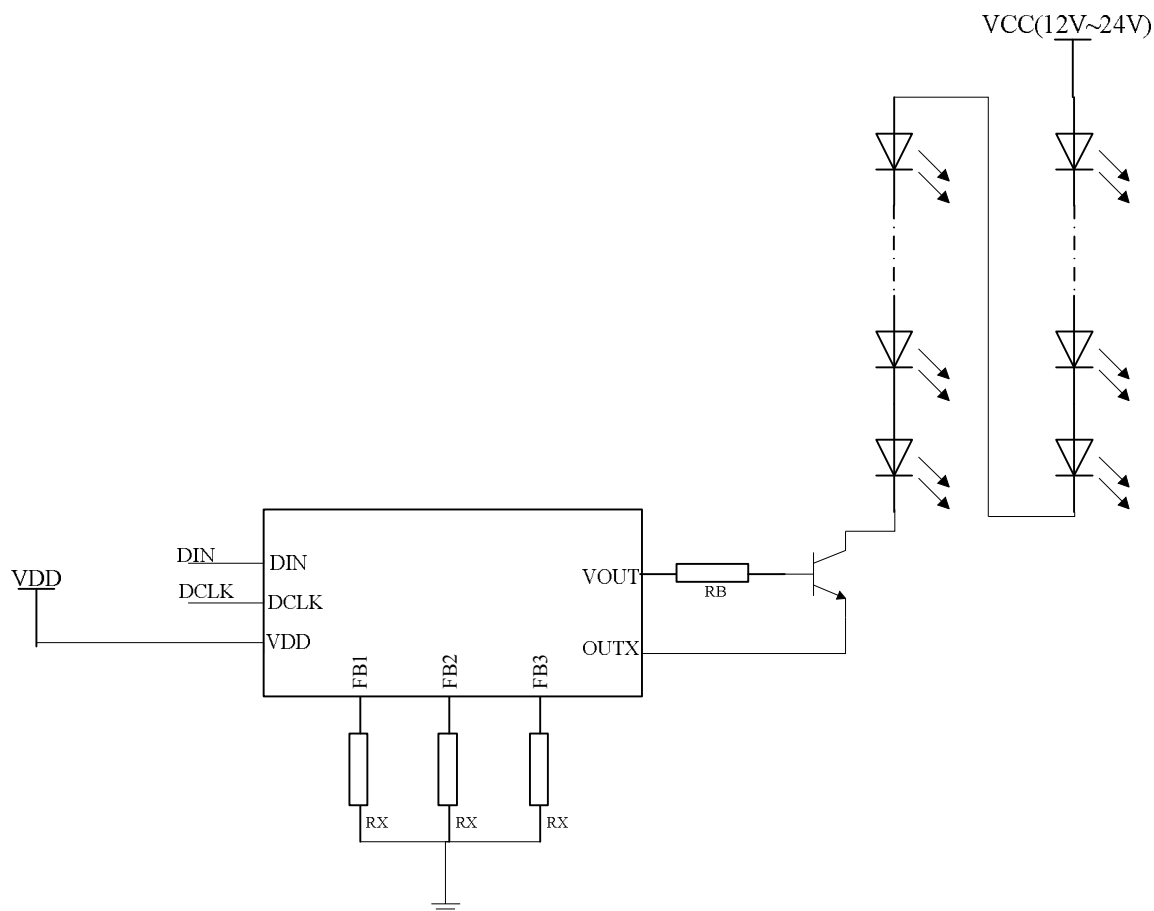 VCC(12V~24V)
DIN
DIN
VDD
DCLK
DCLK
VDD
VOUT
RB
OUTX
FB1
FB2
FB3
RX
RX
RX